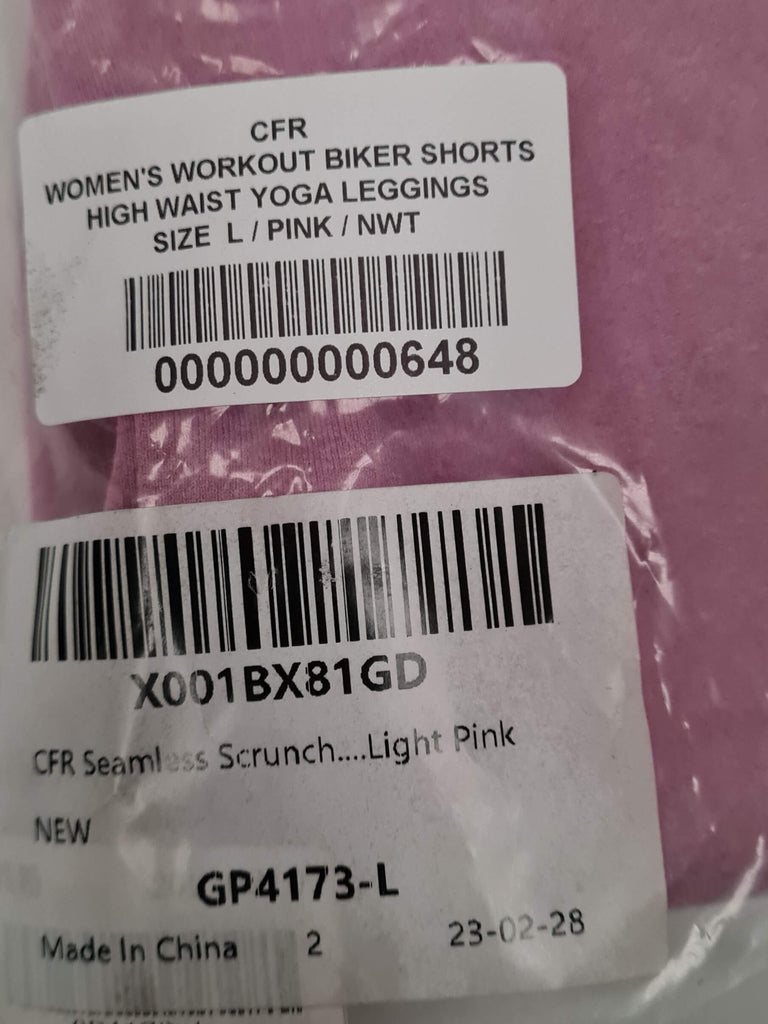 CFR
WOMEN'S WORKOUT BIKER SHORTS
HIGH WAIST YOGA LEGGINGS
SIZE L / PINK / NWT
000000000648
X001BX81GD
CFR Seamless Scrunch....Light Pink
NEW
GP4173-L
Made In China 2 23-02-28